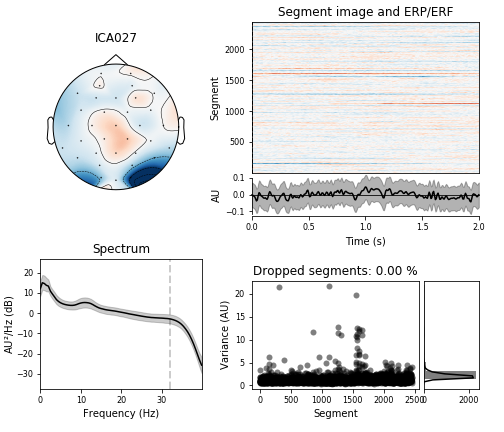 ICA027
Segment image and ERP/ERF
Segment
2000
1500
1000
500
AU
0.1
0.0
−0.1
0.0 0.5 1.0 1.5 2.0
Time (s)
Spectrum
AU²/Hz (dB)
20
10
0
−10
−20
−30
0 10 20 30
Frequency (Hz)
Dropped segments: 0.00 %
Variance (AU)
20
15
10
5
0
0 500 1000 1500 2000 2500
Segment
0 2000